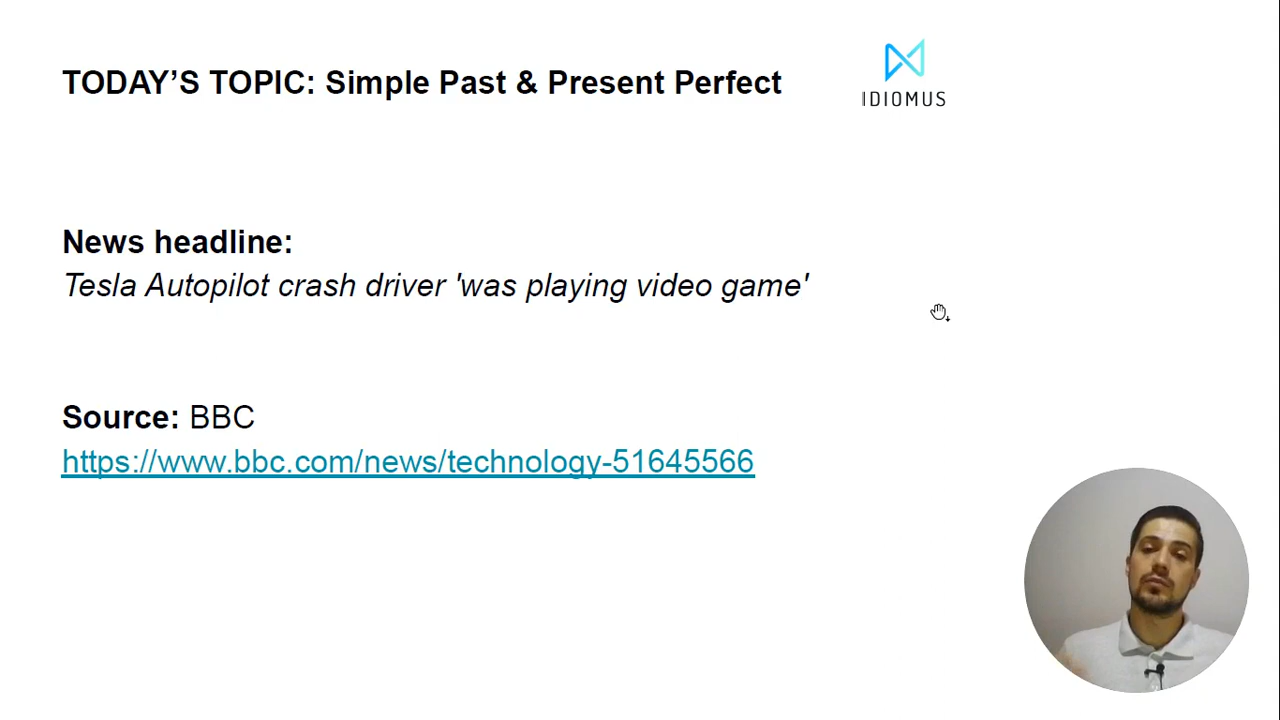 TODAY’S TOPIC: Simple Past & Present Perfect
IDIOMUS
News headline:
Tesla Autopilot crash driver 'was playing video game'
Source: BBC
https://www.bbc.com/news/technology-51645566